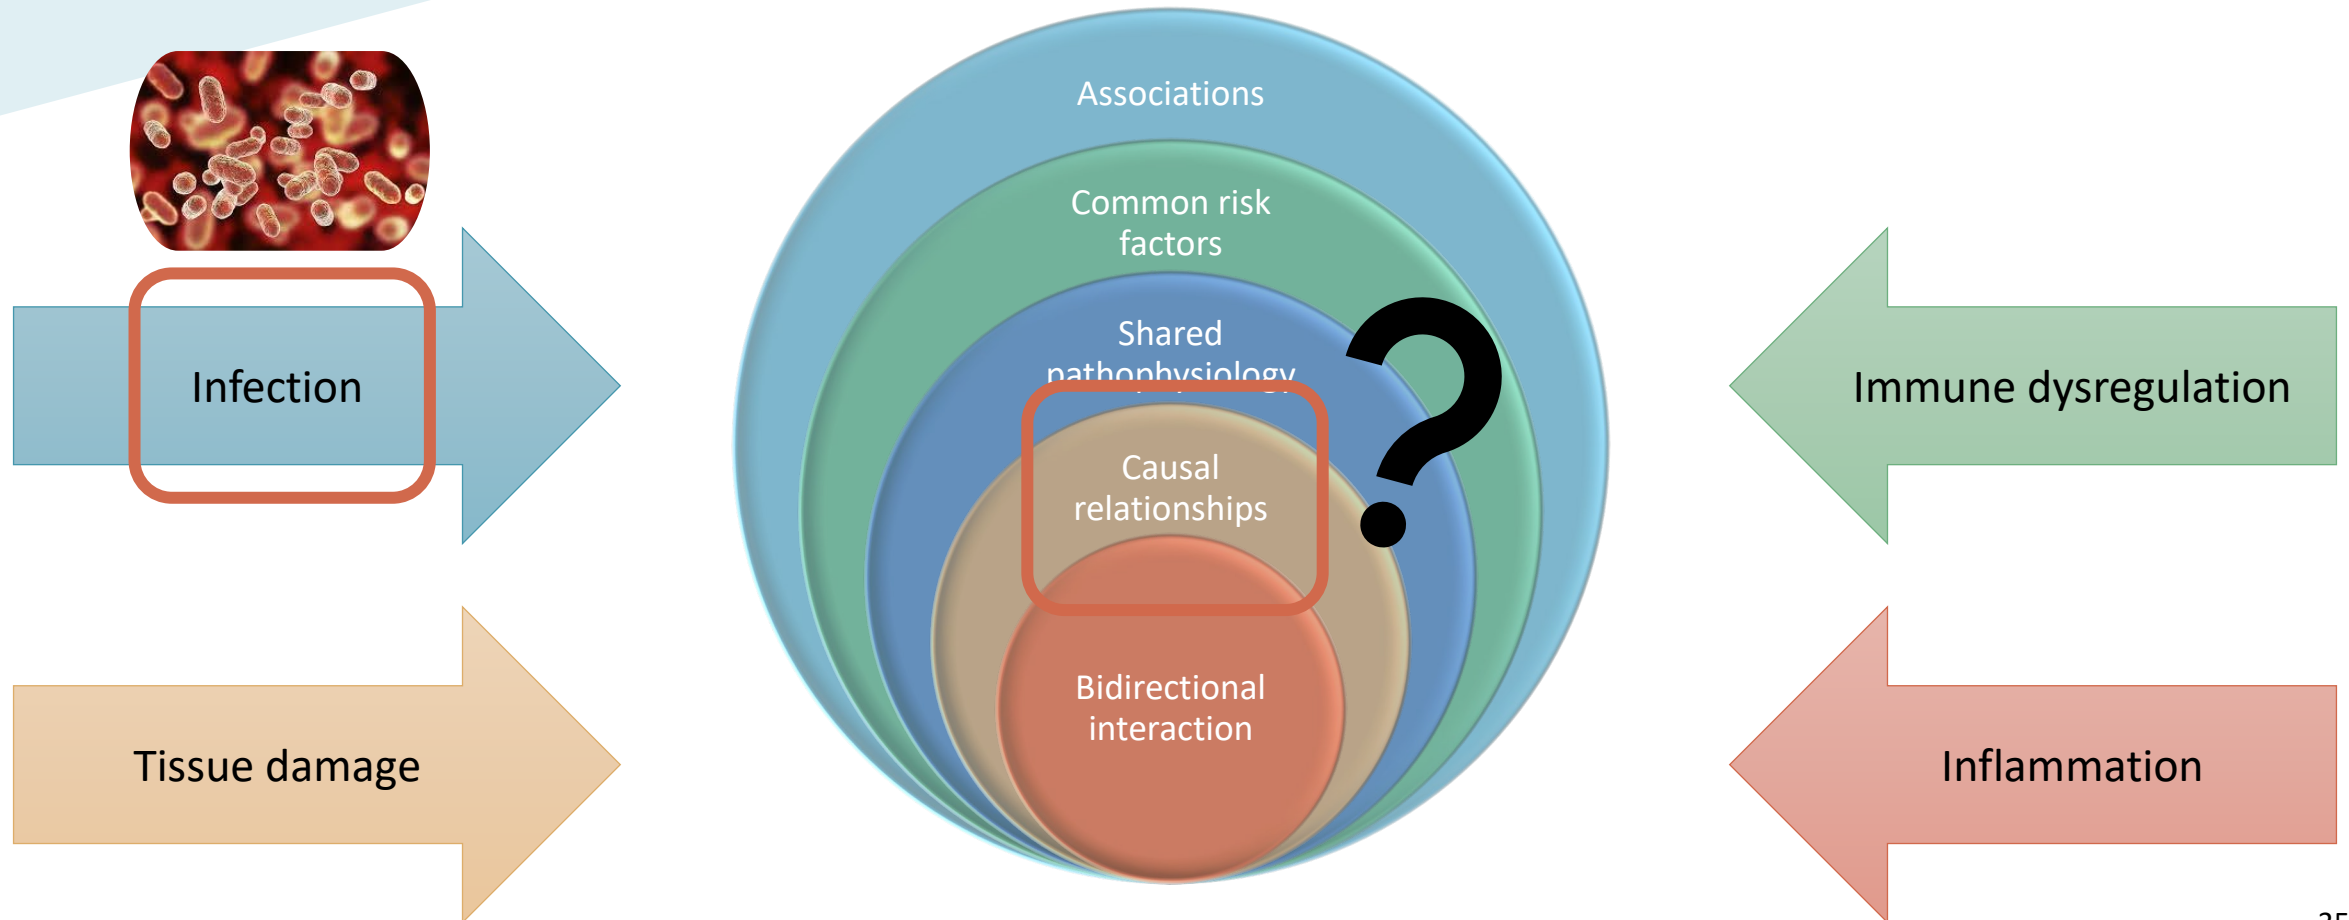 Associations
Common risk
factors
Shared
pathophysiology
Causal
relationships
Bidirectional
interaction
Infection
Tissue damage
Immune dysregulation
Inflammation